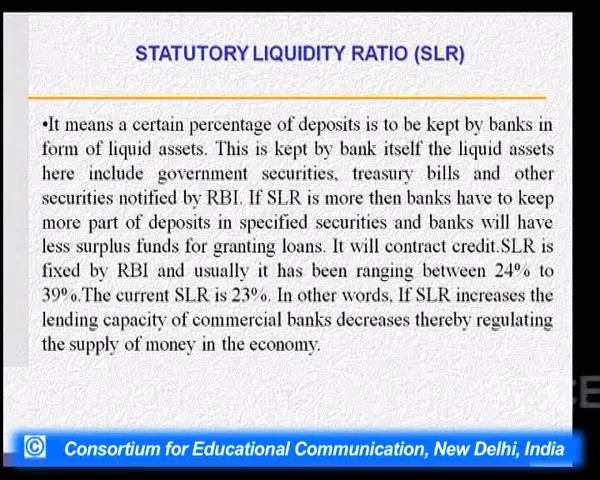 STATUTORY LIQUIDITY RATIO (SLR)
•It means a certain percentage of deposits is to be kept by banks in
form of liquid assets. This is kept by bank itself the liquid assets
here include government securities, treasury bills and other
securities notified by RBI. If SLR is more then banks have to keep
more part of deposits in specified securities and banks will have
less surplus funds for granting loans. It will contract credit.SLR is
fixed by RBI and usually it has been ranging between 24% to
39%.The current SLR is 23%. In other words, If SLR increases the
lending capacity of commercial banks decreases thereby regulating
the supply of money in the economy.
CE
© Consortium for Educational Communication, New Delhi, India